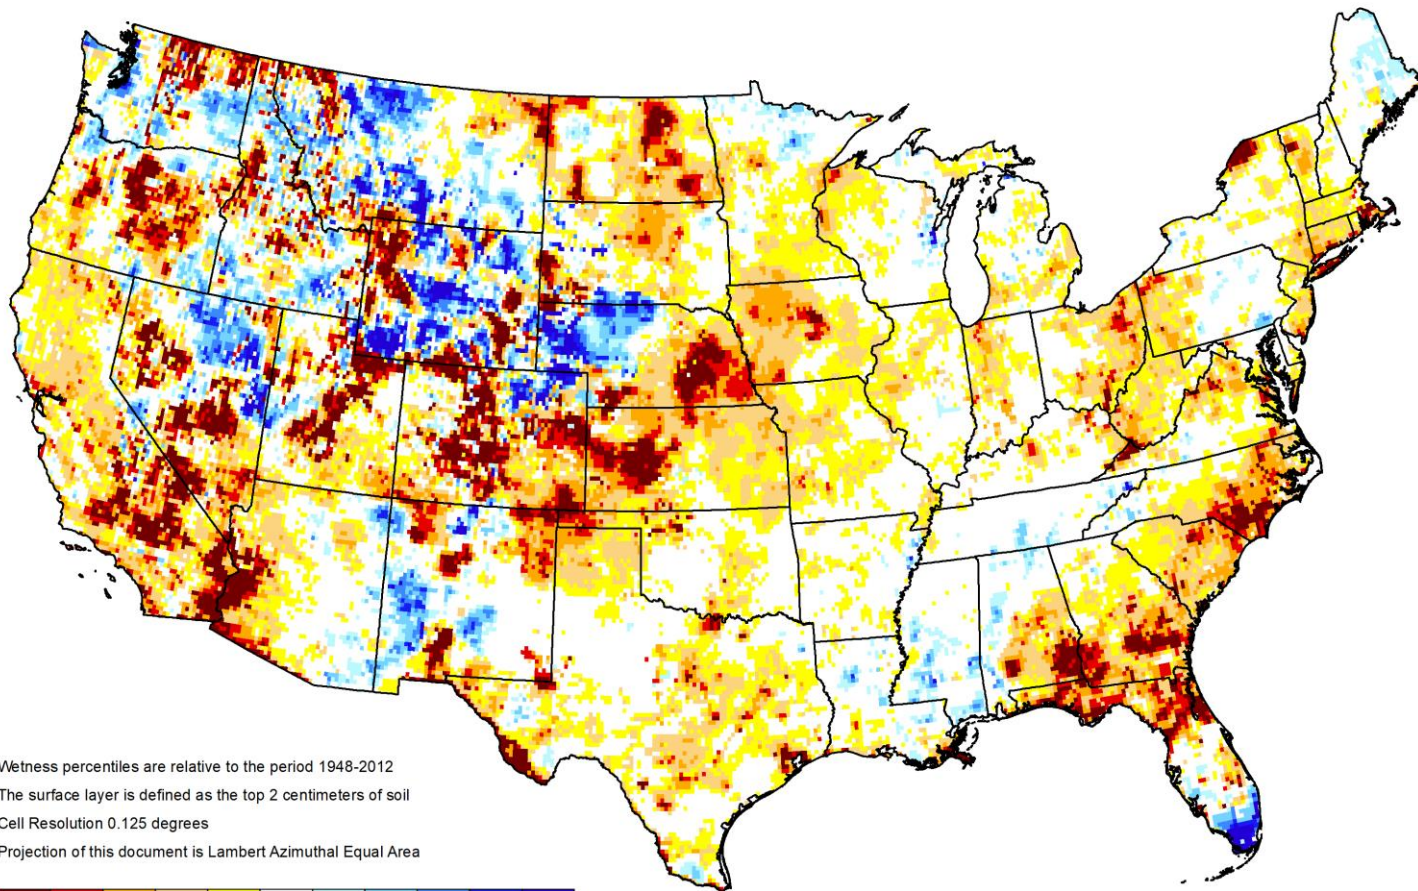 Wetness percentiles are relative to the period 1948-2012
The surface layer is defined as the top 2 centimeters of soil
Cell Resolution 0.125 degrees
Projection of this document is Lambert Azimuthal Equal Area